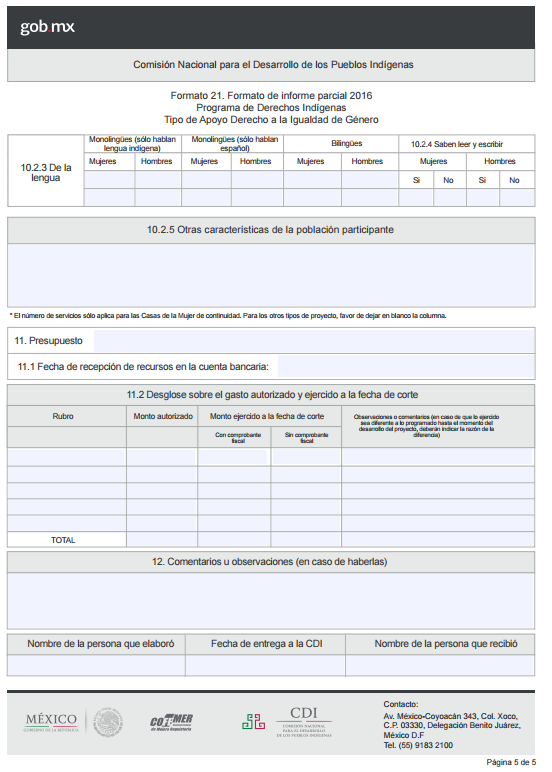 gob.mx
Comisión Nacional para el Desarrollo de los Pueblos Indígenas
Formato 21. Formato de informe parcial 2016
Programa de Derechos Indígenas
Tipo de Apoyo Derecho a la Igualdad de Género
10.2.3 De la
lengua
Monolingües (sólo hablan
lengua indígena)
Monolingües (sólo hablan
español)
Bilingües
10.2.4 Saben leer y escribir
Mujeres Hombres Mujeres Hombres Mujeres Hombres Mujeres Hombres
Si No Si No
10.2.5 Otras características de la población participante
* El número de servicios sólo aplica para las Casas de la Mujer de continuidad. Para los otros tipos de proyecto, favor de dejar en blanco la columna.
11. Presupuesto
11.1 Fecha de recepción de recursos en la cuenta bancaria:
11.2 Desglose sobre el gasto autorizado y ejercido a la fecha de corte
Rubro Monto autorizado Monto ejercido a la fecha de corte
Observaciones o comentarios (en caso de que lo ejercido
sea diferente a lo programado hasta el momento del
desarrollo del proyecto, deberán indicar la razón de la
diferencia)
Con comprobante
fiscal
Sin comprobante
fiscal
TOTAL
12. Comentarios u observaciones (en caso de haberlas)
Nombre de la persona que elaboró Fecha de entrega a la CDI Nombre de la persona que recibió
MÉXICO
GOBIERNO DE LA REPÚBLICA
COFEMER
de Mejora Regulatoria
CDI
COMISIÓN NACIONAL
PARA EL DESARROLLO
DE LOS PUEBLOS INDÍGENAS
Contacto:
Av. México-Coyoacán 343, Col. Xoco,
C.P. 03330, Delegación Benito Juárez,
México D.F
Tel. (55) 9183 2100
Página 5 de 5